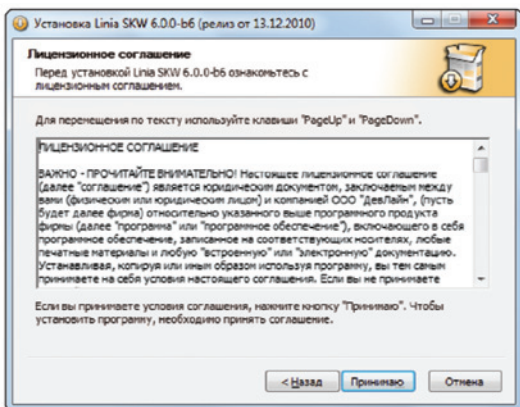 Установка Linia SKW 6.0.0-b6 (релиз от 13.12.2010)
Лицензионное соглашение
Перед установкой Linia SKW 6.0.0-b6 ознакомьтесь с
лицензионным соглашением.
Для перемещения по тексту используйте клавиши "PageUp" и "PageDown".
ЛИЦЕНЗИОННОЕ СОГЛАШЕНИЕ
ВАЖНО - ПРОЧИТАЙТЕ ВНИМАТЕЛЬНО! Настоящее лицензионное соглашение
(далее "соглашение") является юридическим документом, заключаемым между
вами (физическим или юридическим лицом) и компанией ООО "ДевЛайн", (пусть
будет далее фирма) относительно указанного выше программного продукта
фирмы (далее "программа" или "программное обеспечение"), включающего в себя
программное обеспечение, записанное на соответствующих носителях, любые
печатные материалы и любую "встроенную" или "электронную" документацию.
Устанавливая, копируя или иным образом используя программу, вы тем самым
принимаете на себя условия настоящего соглашения. Если вы не принимаете
Если вы принимаете условия соглашения, нажмите кнопку "Принимаю". Чтобы
установить программу, необходимо принять соглашение.
< Назад Принимаю Отмена